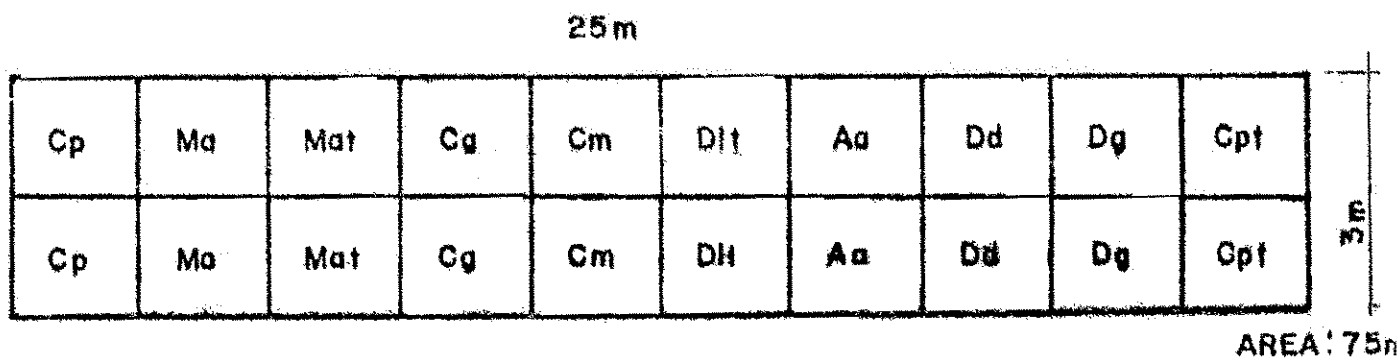 25m
Cp Ma Mat Cg Cm Dlt Aa Dd Dg Cpt
Cp Ma Mat Cg Cm Dlt Aa Dd Dg Cpt
3m
AREA: 75m